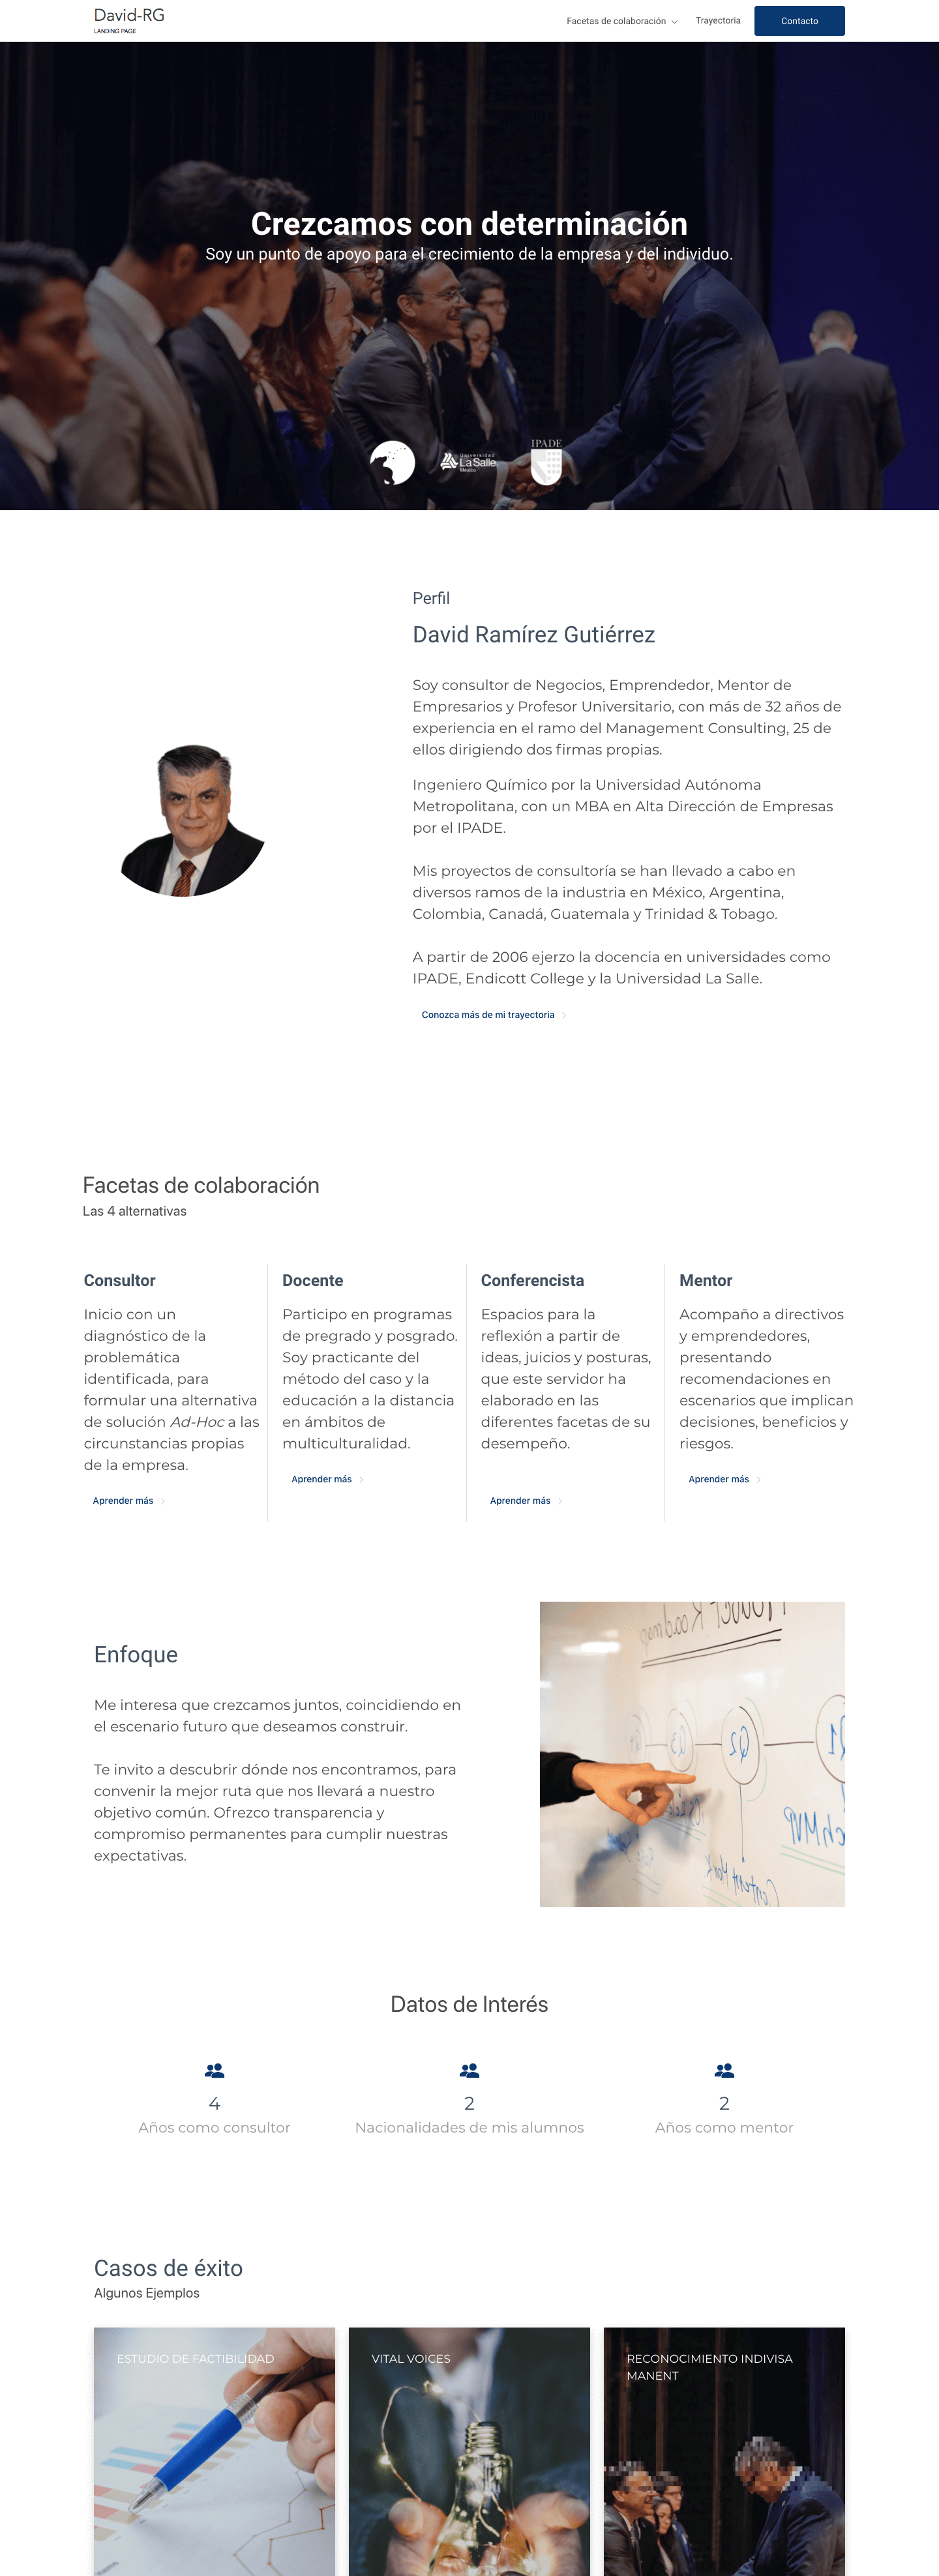 David-RG
LANDING PAGE
Facetas de colaboración
Trayectoria
Contacto
Crezcamos con determinación
Soy un punto de apoyo para el crecimiento de la empresa y del individuo.
Universidad
La Salle
México
IPADE
Perfil
David Ramírez Gutiérrez
Soy consultor de Negocios, Emprendedor, Mentor de
Empresarios y Profesor Universitario, con más de 32 años de
experiencia en el ramo del Management Consulting, 25 de
ellos dirigiendo dos firmas propias.
Ingeniero Químico por la Universidad Autónoma
Metropolitana, con un MBA en Alta Dirección de Empresas
por el IPADE.
Mis proyectos de consultoría se han llevado a cabo en
diversos ramos de la industria en México, Argentina,
Colombia, Canadá, Guatemala y Trinidad & Tobago.
A partir de 2006 ejerzo la docencia en universidades como
IPADE, Endicott College y la Universidad La Salle.
Conozca más de mi trayectoria
Facetas de colaboración
Las 4 alternativas
Consultor
Inicio con un
diagnóstico de la
problemática
identificada, para
formular una alternativa
de solución Ad-Hoc a las
circunstancias propias
de la empresa.
Aprender más
Docente
Participo en programas
de pregrado y posgrado.
Soy practicante del
método del caso y la
educación a la distancia
en ámbitos de
multiculturalidad.
Aprender más
Conferencista
Espacios para la
reflexión a partir de
ideas, juicios y posturas,
que este servidor ha
elaborado en las
diferentes facetas de su
desempeño.
Aprender más
Mentor
Acompaño a directivos
y emprendedores,
presentando
recomendaciones en
escenarios que implican
decisiones, beneficios y
riesgos.
Aprender más
Enfoque
Me interesa que crezcamos juntos, coincidiendo en
el escenario futuro que deseamos construir.
Te invito a descubrir dónde nos encontramos, para
convenir la mejor ruta que nos llevará a nuestro
objetivo común. Ofrezco transparencia y
compromiso permanentes para cumplir nuestras
expectativas.
Roadmap
Q3
Q2
Q1
MVP
Datos de Interés
4
Años como consultor
2
Nacionalidades de mis alumnos
2
Años como mentor
Casos de éxito
Algunos Ejemplos
ESTUDIO DE FACTIBILIDAD
VITAL VOICES
RECONOCIMIENTO INDIVISA
MANENT